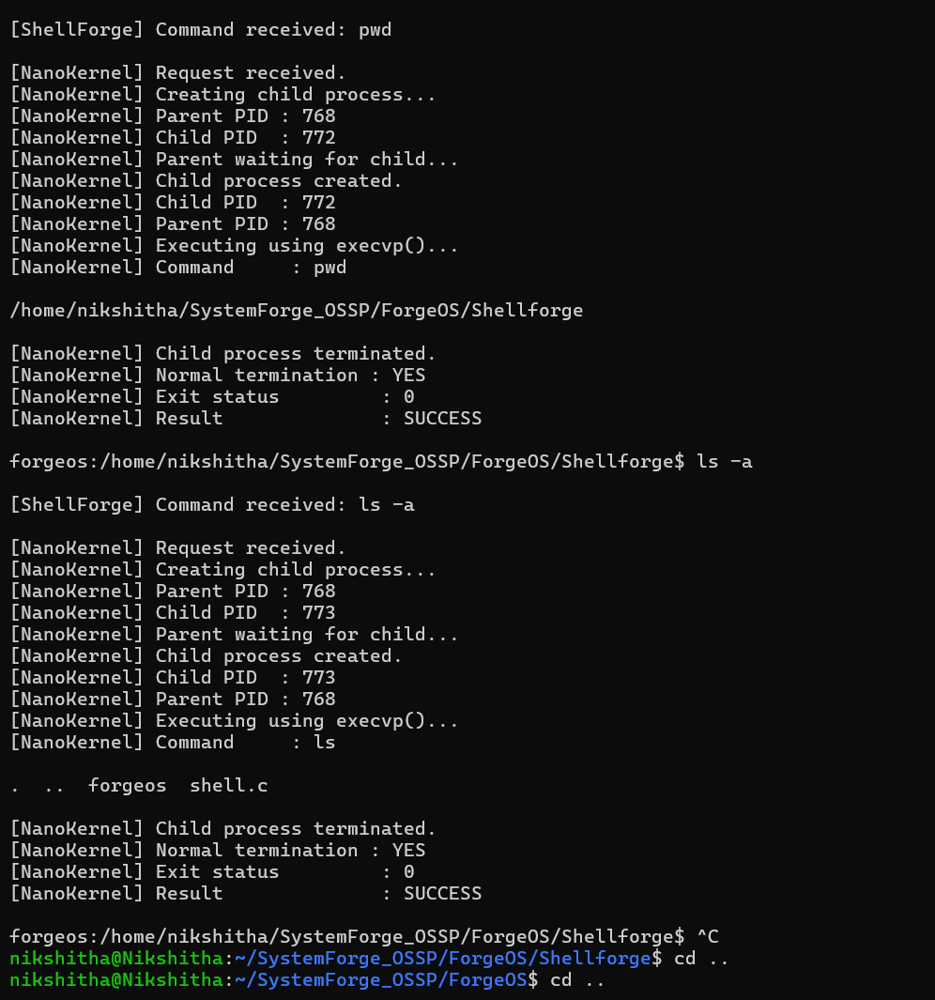 [ShellForge] Command received: pwd
[NanoKernel] Request received.
[NanoKernel] Creating child process...
[NanoKernel] Parent PID : 768
[NanoKernel] Child PID  : 772
[NanoKernel] Parent waiting for child...
[NanoKernel] Child process created.
[NanoKernel] Child PID  : 772
[NanoKernel] Parent PID : 768
[NanoKernel] Executing using execvp()...
[NanoKernel] Command     : pwd
/home/nikshitha/SystemForge_OSSP/ForgeOS/Shellforge
[NanoKernel] Child process terminated.
[NanoKernel] Normal termination : YES
[NanoKernel] Exit status         : 0
[NanoKernel] Result              : SUCCESS
forgeos:/home/nikshitha/SystemForge_OSSP/ForgeOS/Shellforge$ ls -a
[ShellForge] Command received: ls -a
[NanoKernel] Request received.
[NanoKernel] Creating child process...
[NanoKernel] Parent PID : 768
[NanoKernel] Child PID  : 773
[NanoKernel] Parent waiting for child...
[NanoKernel] Child process created.
[NanoKernel] Child PID  : 773
[NanoKernel] Parent PID : 768
[NanoKernel] Executing using execvp()...
[NanoKernel] Command     : ls
.  ..  forgeos  shell.c
[NanoKernel] Child process terminated.
[NanoKernel] Normal termination : YES
[NanoKernel] Exit status         : 0
[NanoKernel] Result              : SUCCESS
forgeos:/home/nikshitha/SystemForge_OSSP/ForgeOS/Shellforge$ ^C
nikshitha@Nikshitha:~/SystemForge_OSSP/ForgeOS/Shellforge$ cd ..
nikshitha@Nikshitha:~/SystemForge_OSSP/ForgeOS$ cd ..